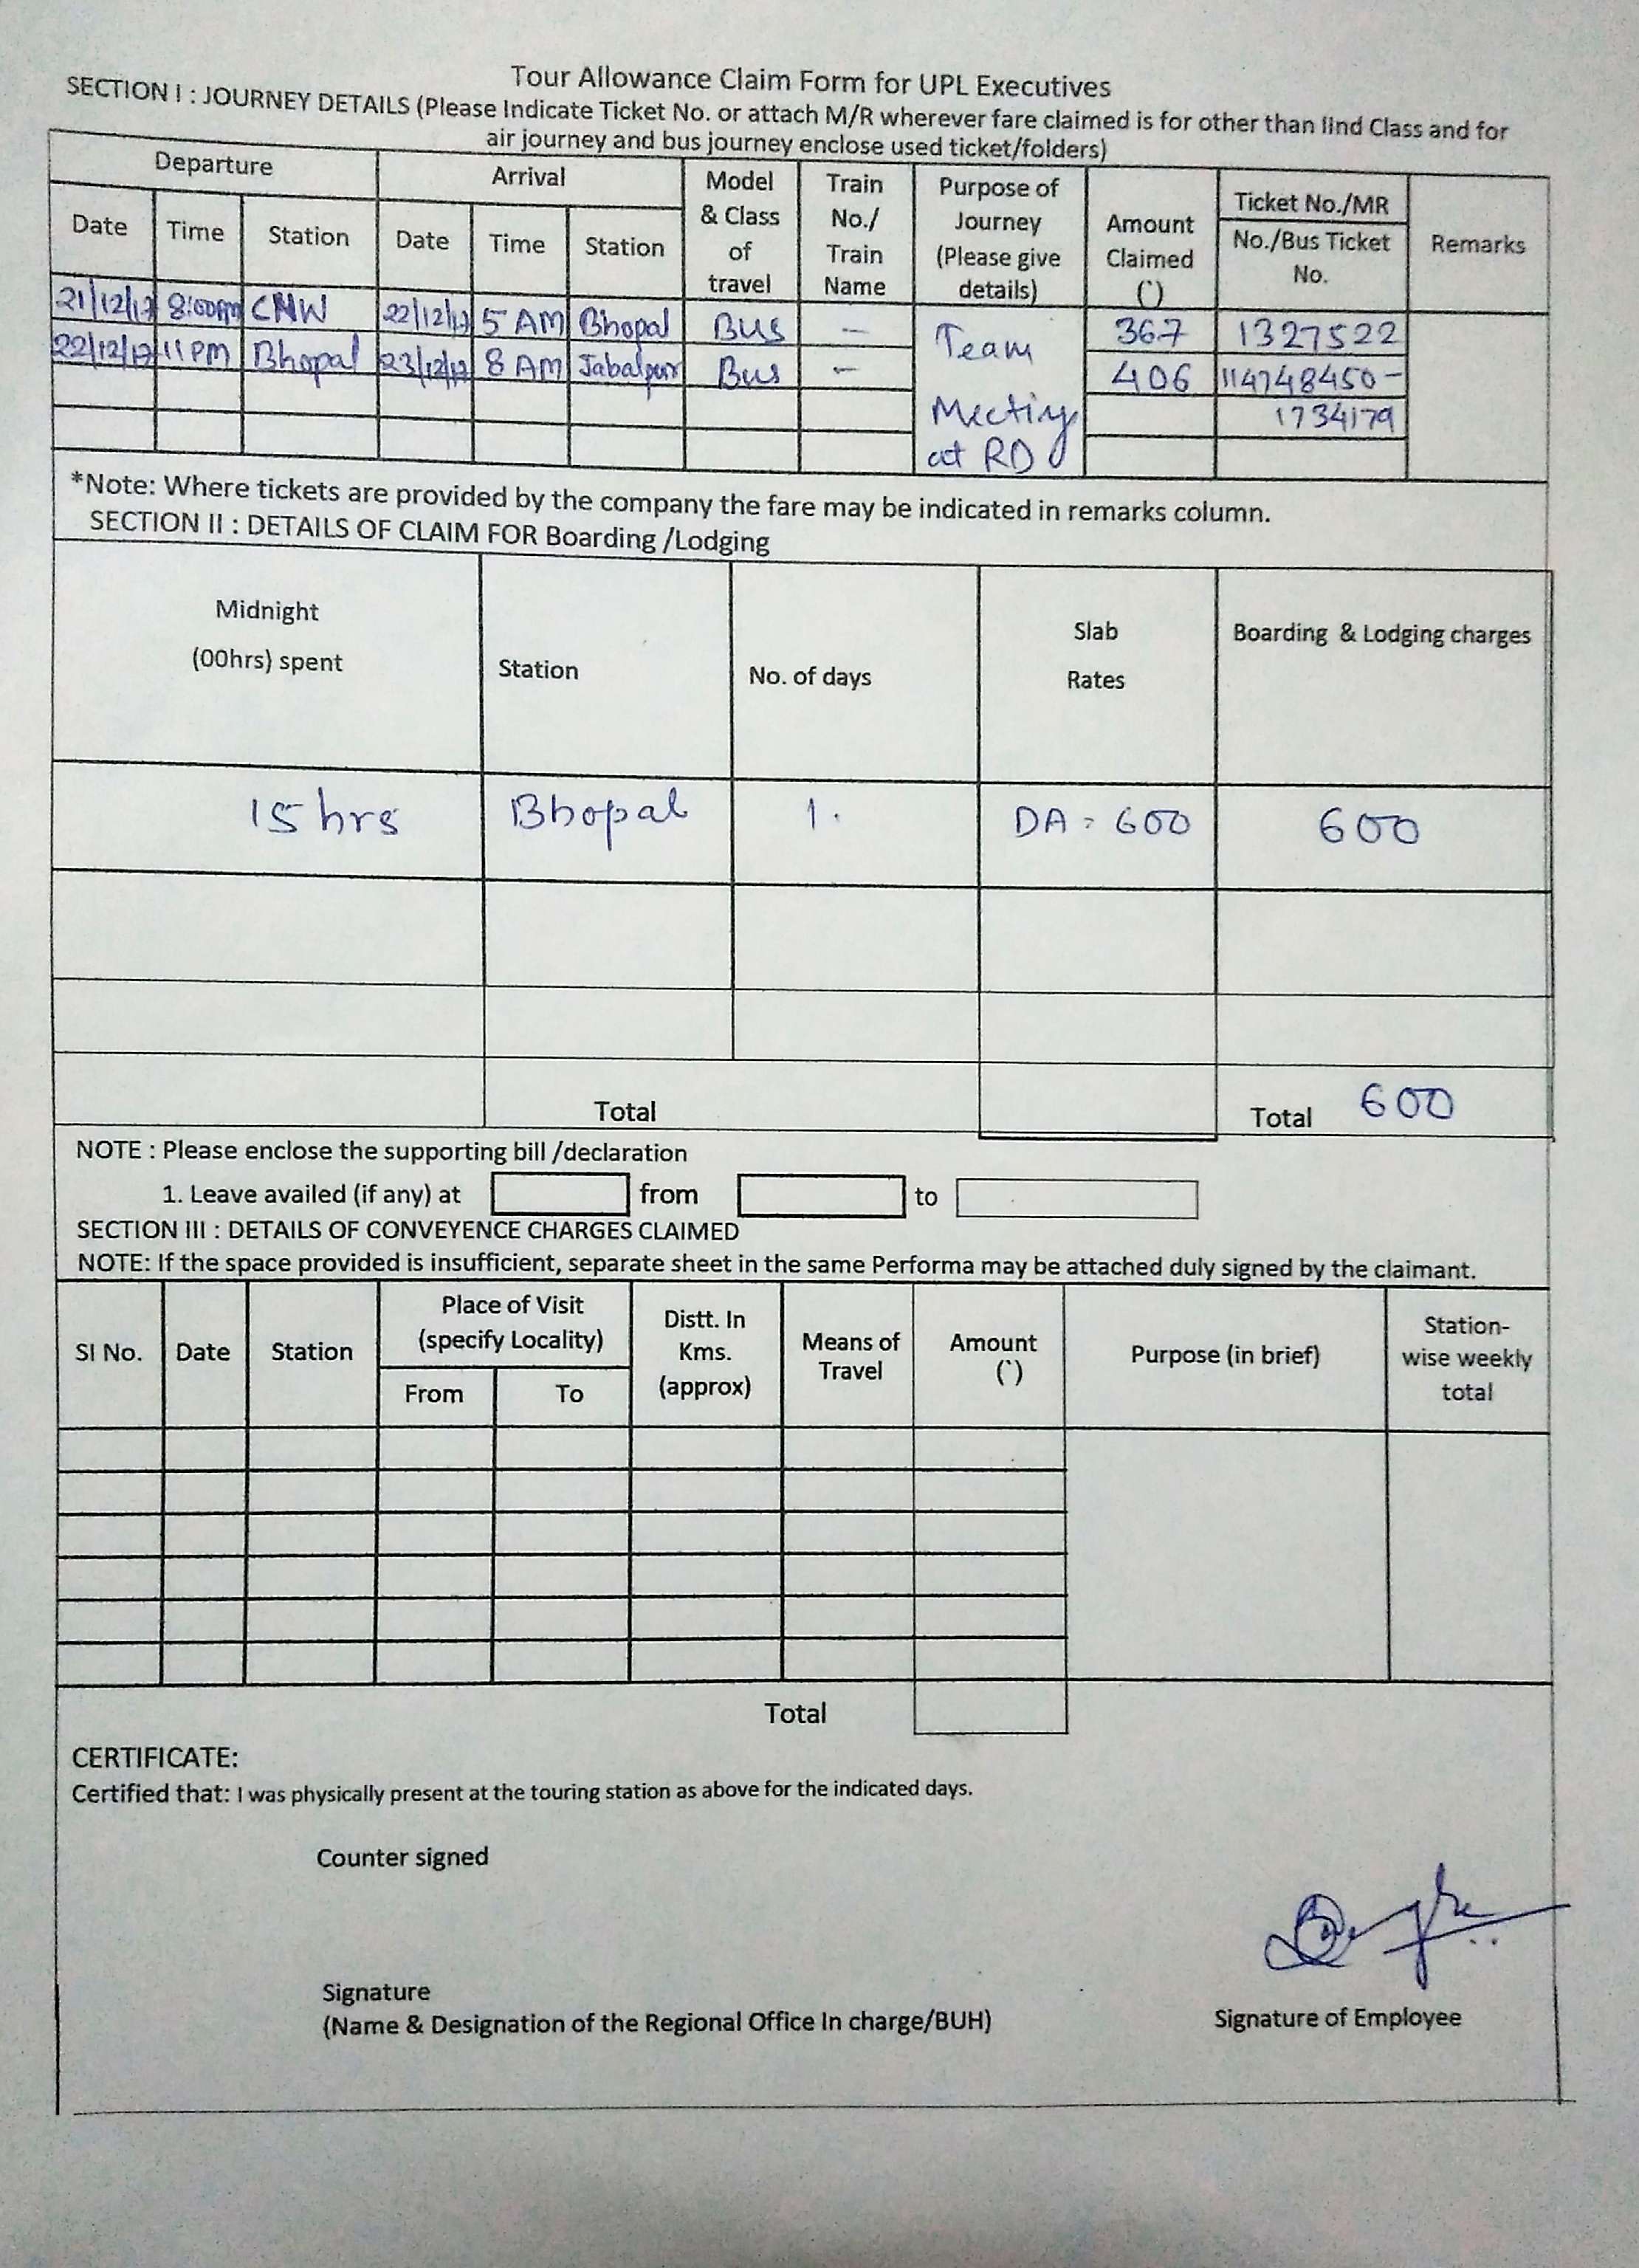 Tour Allowance Claim Form for UPL Executives
SECTION I : JOURNEY DETAILS (Please Indicate Ticket No. or attach M/R wherever fare claimed is for other than IInd Class and for
air journey and bus journey enclose used ticket/folders)
Departure Arrival Model & Class of travel Train No./ Train Name Purpose of Journey (Please give details) Amount Claimed (`) Ticket No./MR No./Bus Ticket No. Remarks
Date Time Station Date Time Station
21/12/17 8:00PM CNW 22/12/17 5 AM Bhopal Bus — Team 367 1327522
22/12/17 11 PM Bhopal 23/12/17 8 AM Jabalpur Bus - 406 114748450-
Meeting 1734179
at RO
*Note: Where tickets are provided by the company the fare may be indicated in remarks column.
SECTION II : DETAILS OF CLAIM FOR Boarding /Lodging
Midnight (00hrs) spent Station No. of days Slab Rates Boarding & Lodging charges
15 hrs Bhopal 1. DA = 600 600
Total Total 600
NOTE : Please enclose the supporting bill /declaration
1. Leave availed (if any) at from to
SECTION III : DETAILS OF CONVEYENCE CHARGES CLAIMED
NOTE: If the space provided is insufficient, separate sheet in the same Performa may be attached duly signed by the claimant.
SI No. Date Station Place of Visit (specify Locality) Distt. In Kms. (approx) Means of Travel Amount (`) Purpose (in brief) Station-wise weekly total
From To
Total
CERTIFICATE:
Certified that: I was physically present at the touring station as above for the indicated days.
Counter signed
Signature
(Name & Designation of the Regional Office In charge/BUH)
Signature of Employee